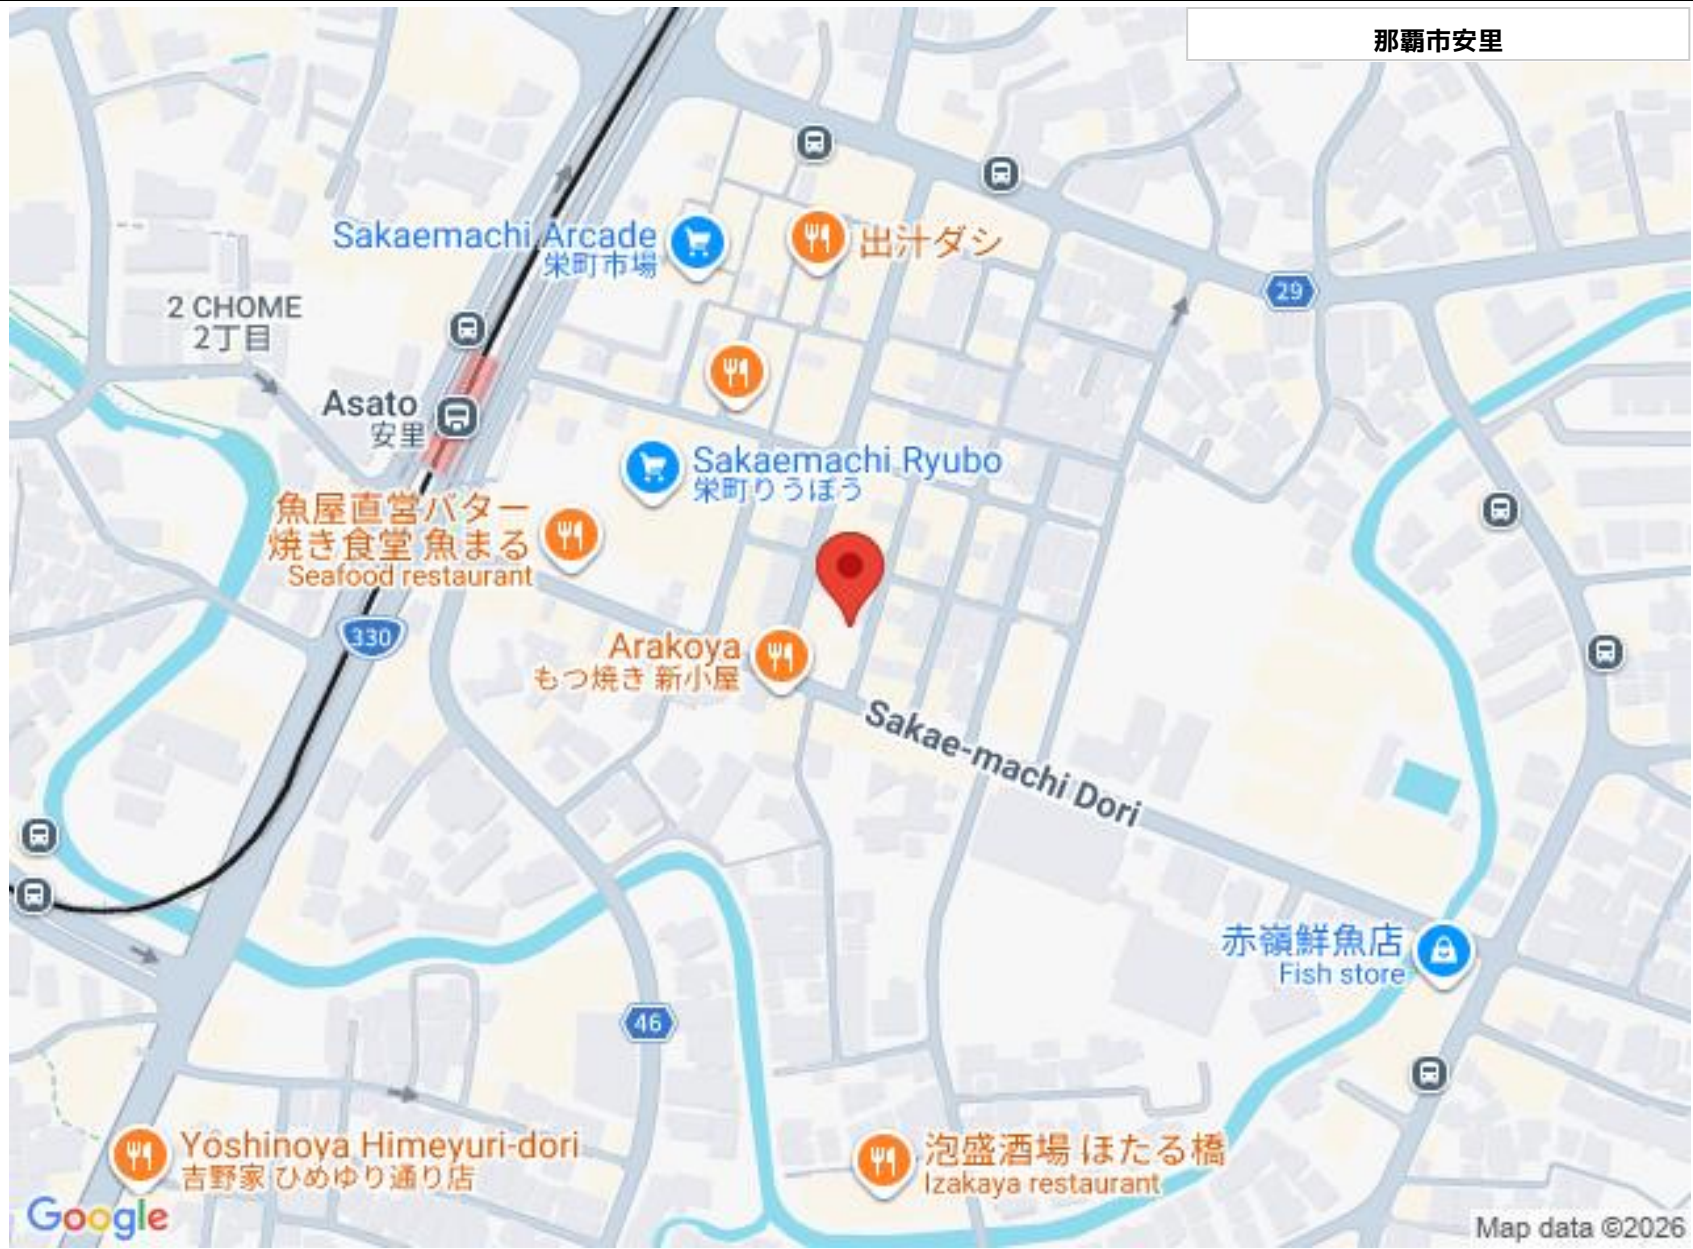 那覇市安里
Sakaemachi Arcade
栄町市場
出汁ダシ
29
2 CHOME
2丁目
Asato
安里
Sakaemachi Ryubo
栄町りうぼう
魚屋直営バター
焼き食堂 魚まる
Seafood restaurant
330
Arakoya
もつ焼き 新小屋
Sakae-machi Dori
赤嶺鮮魚店
Fish store
46
Yoshinoya Himeyuri-dori
吉野家 ひめゆり通り店
泡盛酒場 ほたる橋
Izakaya restaurant
Google
Map data ©2026